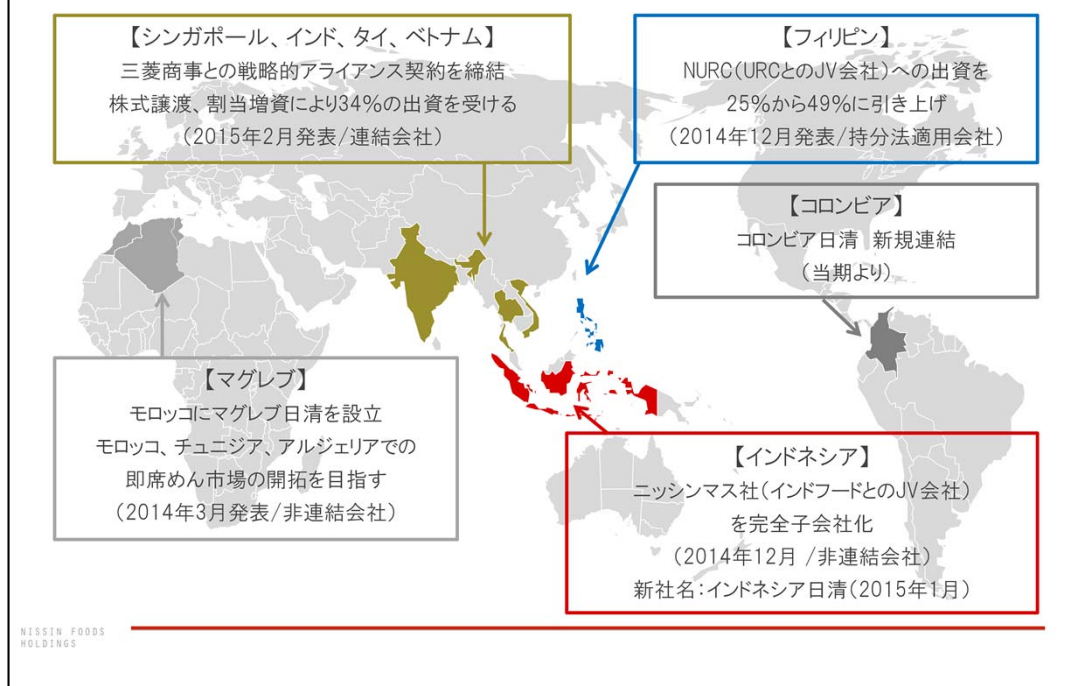 【シンガポール、インド、タイ、ベトナム】
三菱商事との戦略的アライアンス契約を締結
株式譲渡、割当増資により34%の出資を受ける
(2015年2月発表/連結会社)
【フィリピン】
NURC(URCとのJV会社)への出資を
25%から49%に引き上げ
(2014年12月発表/持分法適用会社)
【コロンビア】
コロンビア日清 新規連結
(当期より)
【マグレブ】
モロッコにマグレブ日清を設立
モロッコ、チュニジア、アルジェリアでの
即席めん市場の開拓を目指す
(2014年3月発表/非連結会社)
【インドネシア】
ニッシンマス社(インドフードとのJV会社)
を完全子会社化
(2014年12月 /非連結会社)
新社名:インドネシア日清(2015年1月)
NISSIN FOODS
HOLDINGS